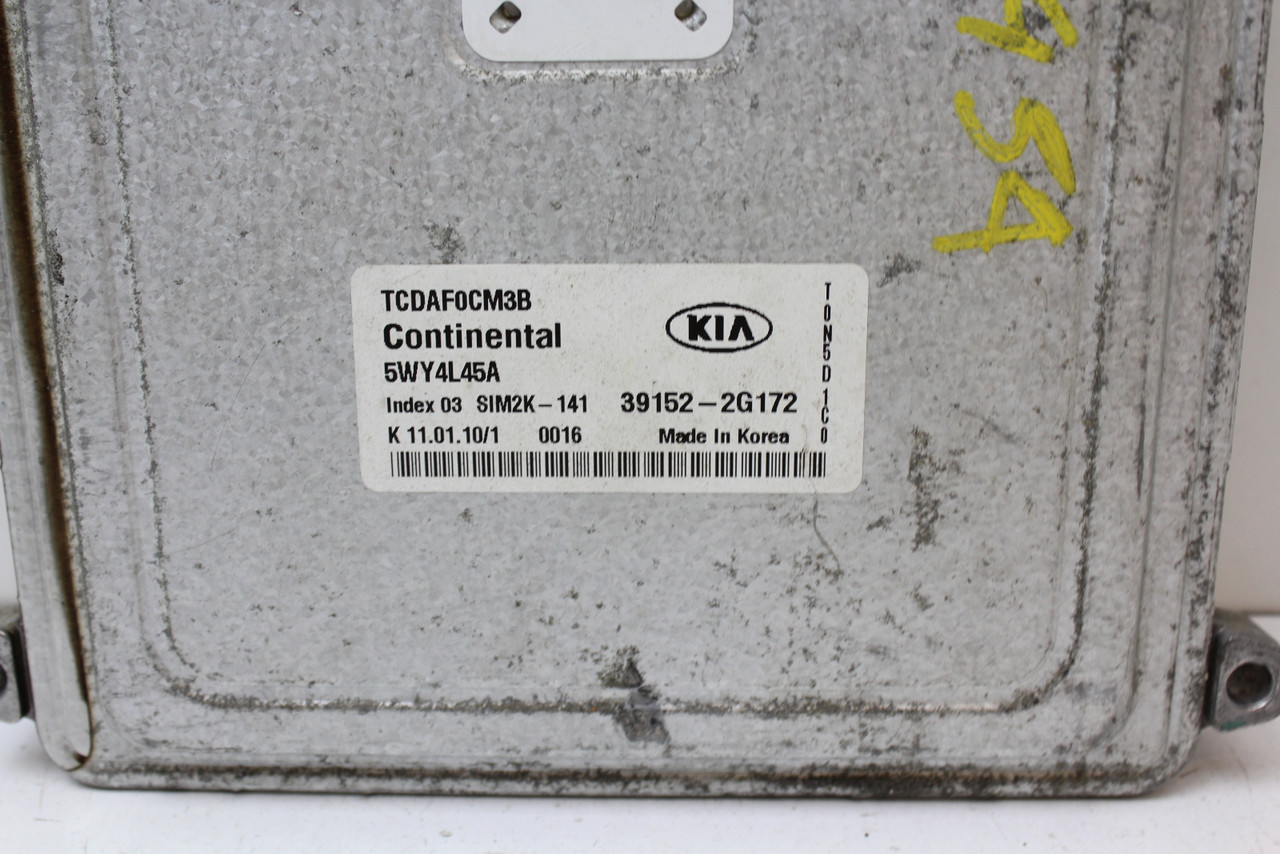 TCDAF0CM3B
Continental
KIA
5WY4L45A
Index 03 SIM2K-141 39152-2G172
K 11.01.10/1 0016 Made In Korea
T0N5D1C0